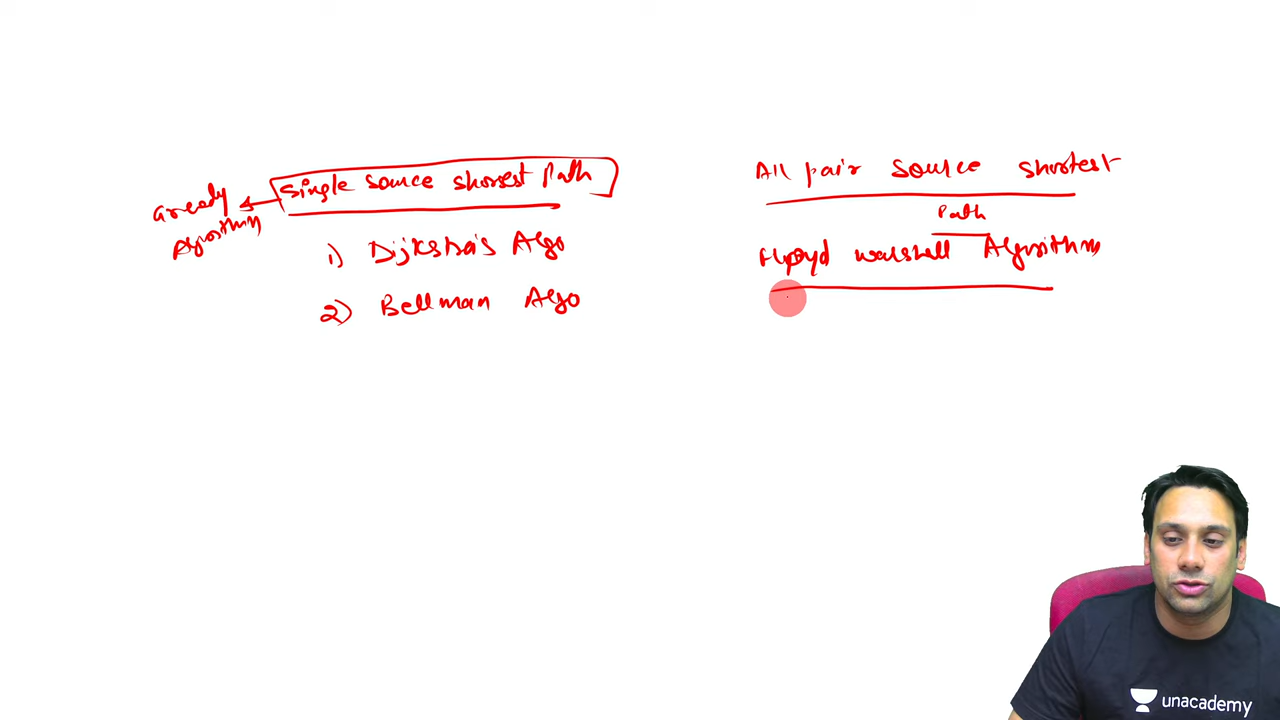 Single source shortest Path
Greedy
Algorithm
1) Dijkstra's Algo
2) Bellman Algo
All pair source shortest
Path
Floyd warshall Algorithm
unacademy